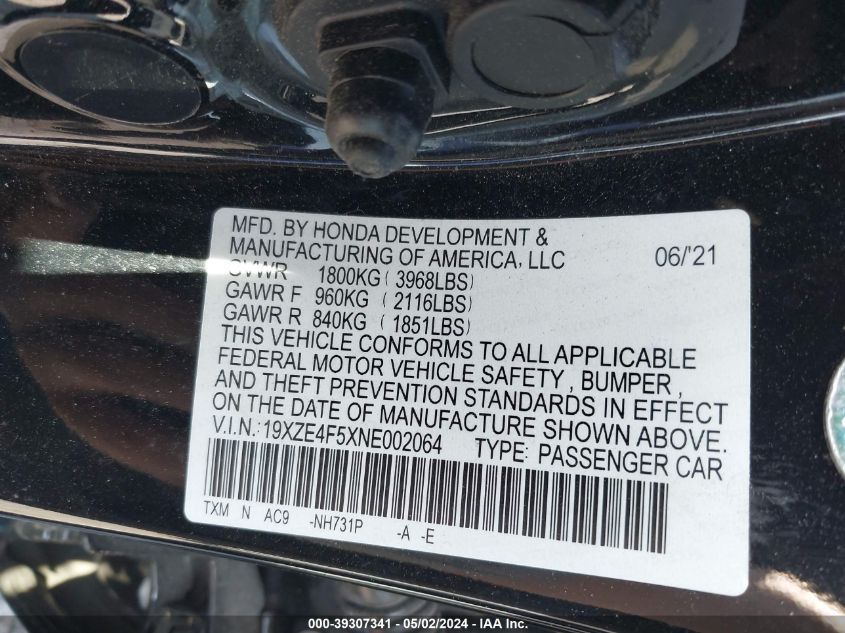 MFD. BY HONDA DEVELOPMENT &
MANUFACTURING OF AMERICA, LLC 06/'21
GVWR 1800KG ( 3968LBS)
GAWR F 960KG ( 2116LBS)
GAWR R 840KG ( 1851LBS)
THIS VEHICLE CONFORMS TO ALL APPLICABLE
FEDERAL MOTOR VEHICLE SAFETY, BUMPER,
AND THEFT PREVENTION STANDARDS IN EFFECT
ON THE DATE OF MANUFACTURE SHOWN ABOVE.
V.I.N.:19XZE4F5XNE002064 TYPE: PASSENGER CAR
TXM N AC9 -NH731P -A -E
000-39307341 - 05/02/2024 - IAA Inc.